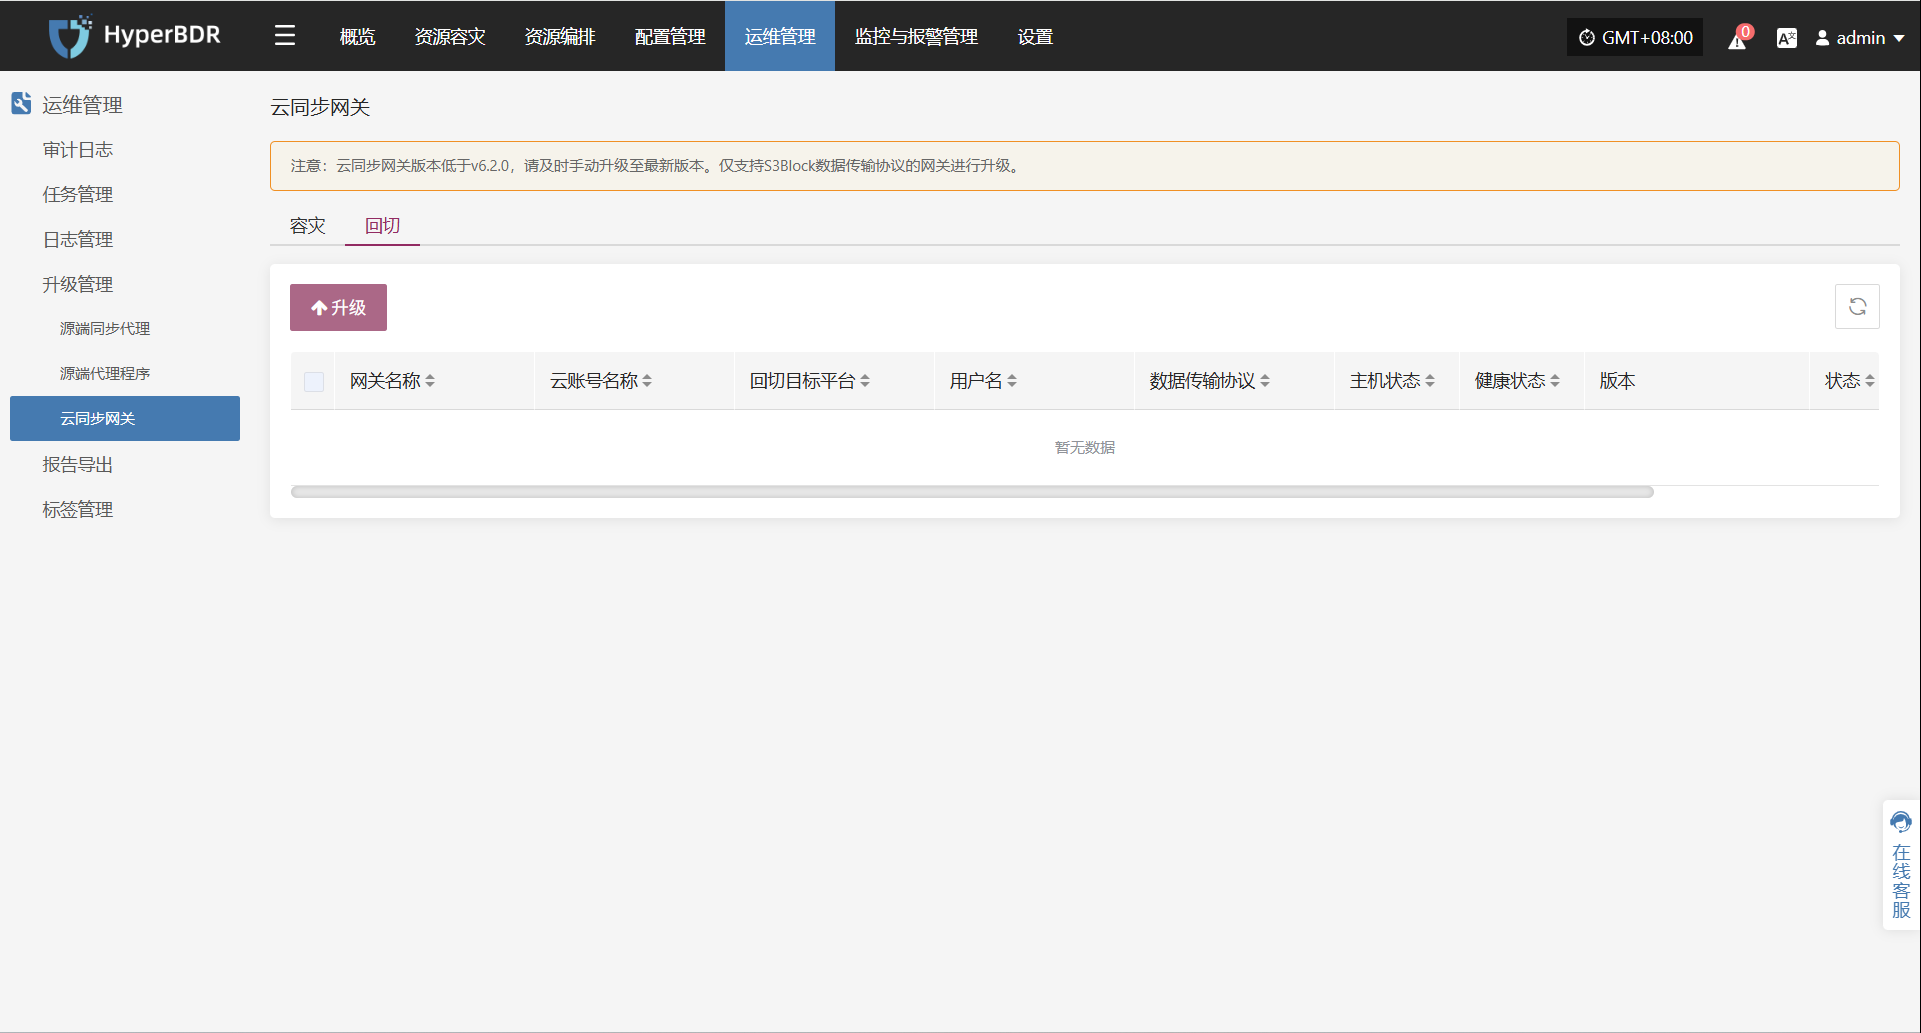 HyperBDR 概览 资源容灾 资源编排 配置管理 运维管理 监控与报警管理 设置 GMT+08:00 0 admin
运维管理
审计日志
任务管理
日志管理
升级管理
源端同步代理
源端代理程序
云同步网关
报告导出
标签管理
云同步网关
注意：云同步网关版本低于v6.2.0，请及时手动升级至最新版本。仅支持S3Block数据传输协议的网关进行升级。
容灾 回切
升级
网关名称 云账号名称 回切目标平台 用户名 数据传输协议 主机状态 健康状态 版本 状态
暂无数据
在线客服